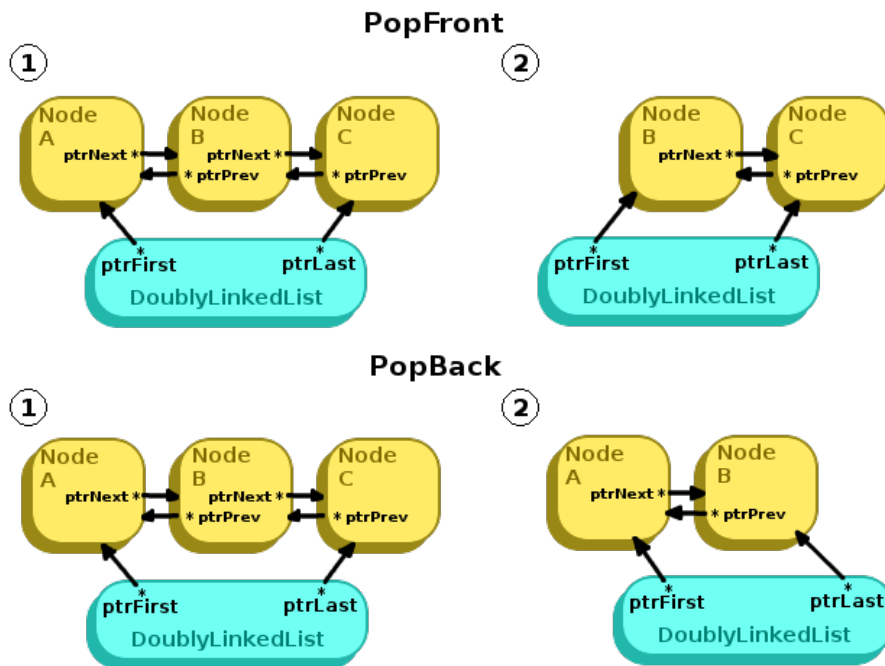 PopFront
1
2
Node A
Node B
Node C
ptrNext *
ptrNext *
* ptrPrev
* ptrPrev
*
ptrFirst
*
ptrLast
DoublyLinkedList
Node B
Node C
ptrNext *
* ptrPrev
*
ptrFirst
*
ptrLast
DoublyLinkedList
PopBack
1
2
Node A
Node B
Node C
ptrNext *
ptrNext *
* ptrPrev
* ptrPrev
*
ptrFirst
*
ptrLast
DoublyLinkedList
Node A
Node B
ptrNext *
* ptrPrev
*
ptrFirst
*
ptrLast
DoublyLinkedList